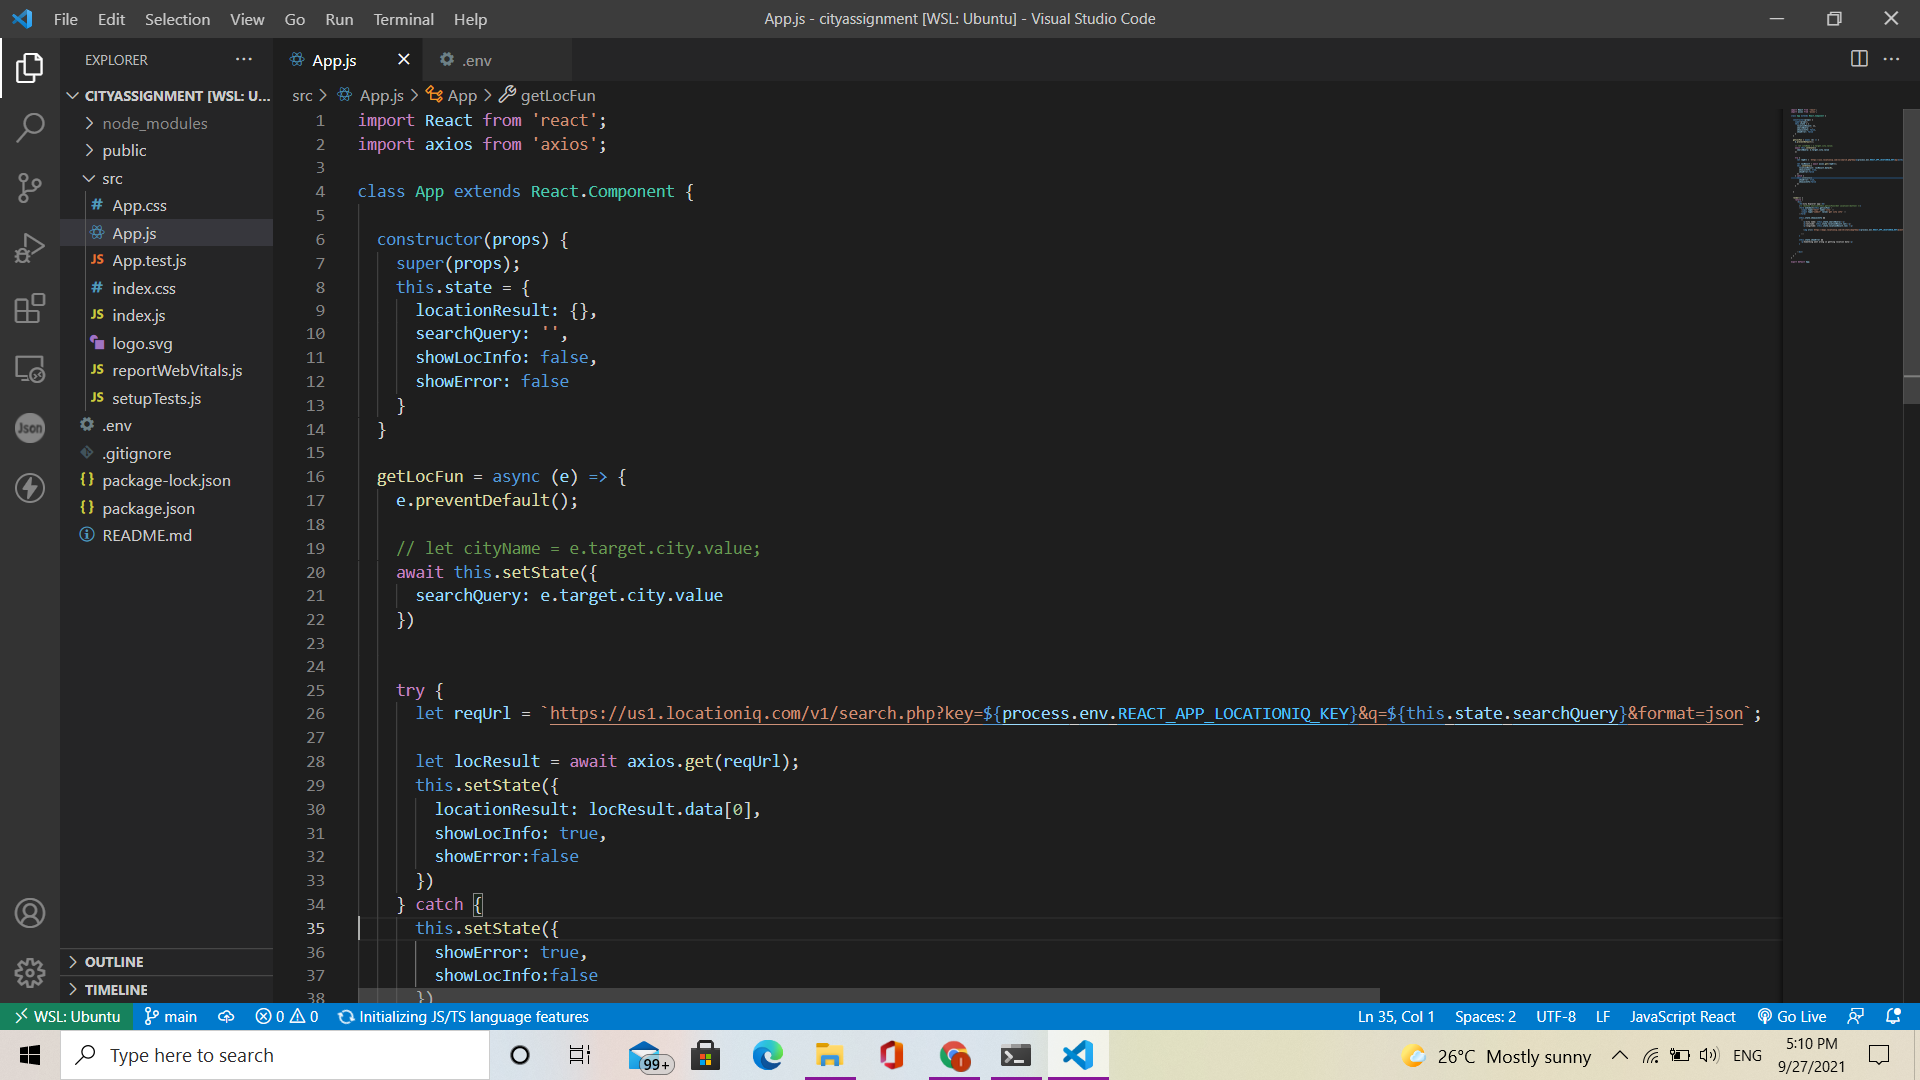 File Edit Selection View Go Run Terminal Help
App.js - cityassignment [WSL: Ubuntu] - Visual Studio Code
EXPLORER
App.js
.env
CITYASSIGNMENT [WSL: U...
node_modules
public
src
App.css
App.js
App.test.js
index.css
index.js
logo.svg
reportWebVitals.js
setupTests.js
.env
.gitignore
package-lock.json
package.json
README.md
OUTLINE
TIMELINE
Json
src > App.js > App > getLocFun
1 import React from 'react';
2 import axios from 'axios';
3
4 class App extends React.Component {
5
6 constructor(props) {
7 super(props);
8 this.state = {
9 locationResult: {},
10 searchQuery: '',
11 showLocInfo: false,
12 showError: false
13 }
14 }
15
16 getLocFun = async (e) => {
17 e.preventDefault();
18
19 // let cityName = e.target.city.value;
20 await this.setState({
21 searchQuery: e.target.city.value
22 })
23
24
25 try {
26 let reqUrl = `https://us1.locationiq.com/v1/search.php?key=${process.env.REACT_APP_LOCATIONIQ_KEY}&q=${this.state.searchQuery}&format=json`;
27
28 let locResult = await axios.get(reqUrl);
29 this.setState({
30 locationResult: locResult.data[0],
31 showLocInfo: true,
32 showError:false
33 })
34 } catch {
35 this.setState({
36 showError: true,
37 showLocInfo:false
38 })
WSL: Ubuntu main 0 0 Initializing JS/TS language features
Ln 35, Col 1 Spaces: 2 UTF-8 LF JavaScript React Go Live
Type here to search
99+
26°C Mostly sunny
ENG
5:10 PM
9/27/2021